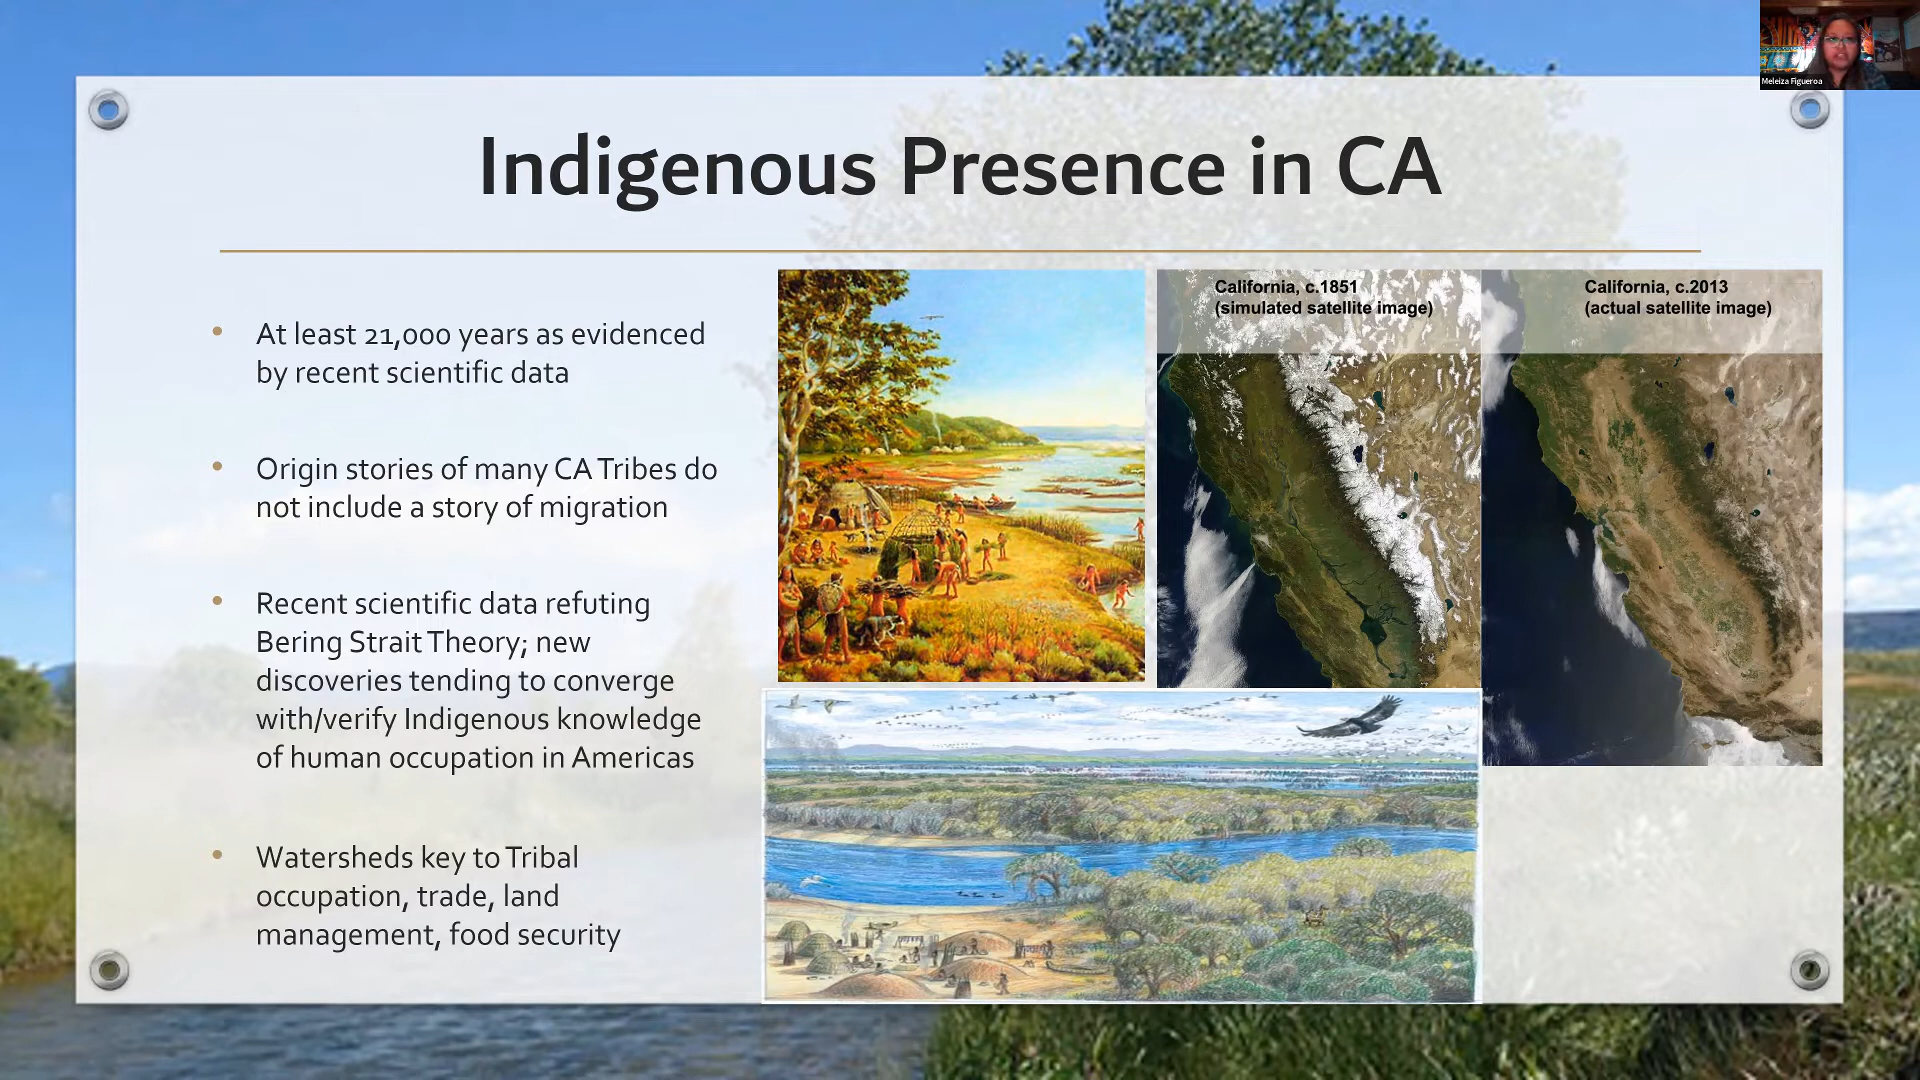 Meleiza Figueroa
Indigenous Presence in CA
• At least 21,000 years as evidenced
by recent scientific data
• Origin stories of many CA Tribes do
not include a story of migration
• Recent scientific data refuting
Bering Strait Theory; new
discoveries tending to converge
with/verify Indigenous knowledge
of human occupation in Americas
• Watersheds key to Tribal
occupation, trade, land
management, food security
California, c.1851
(simulated satellite image)
California, c.2013
(actual satellite image)